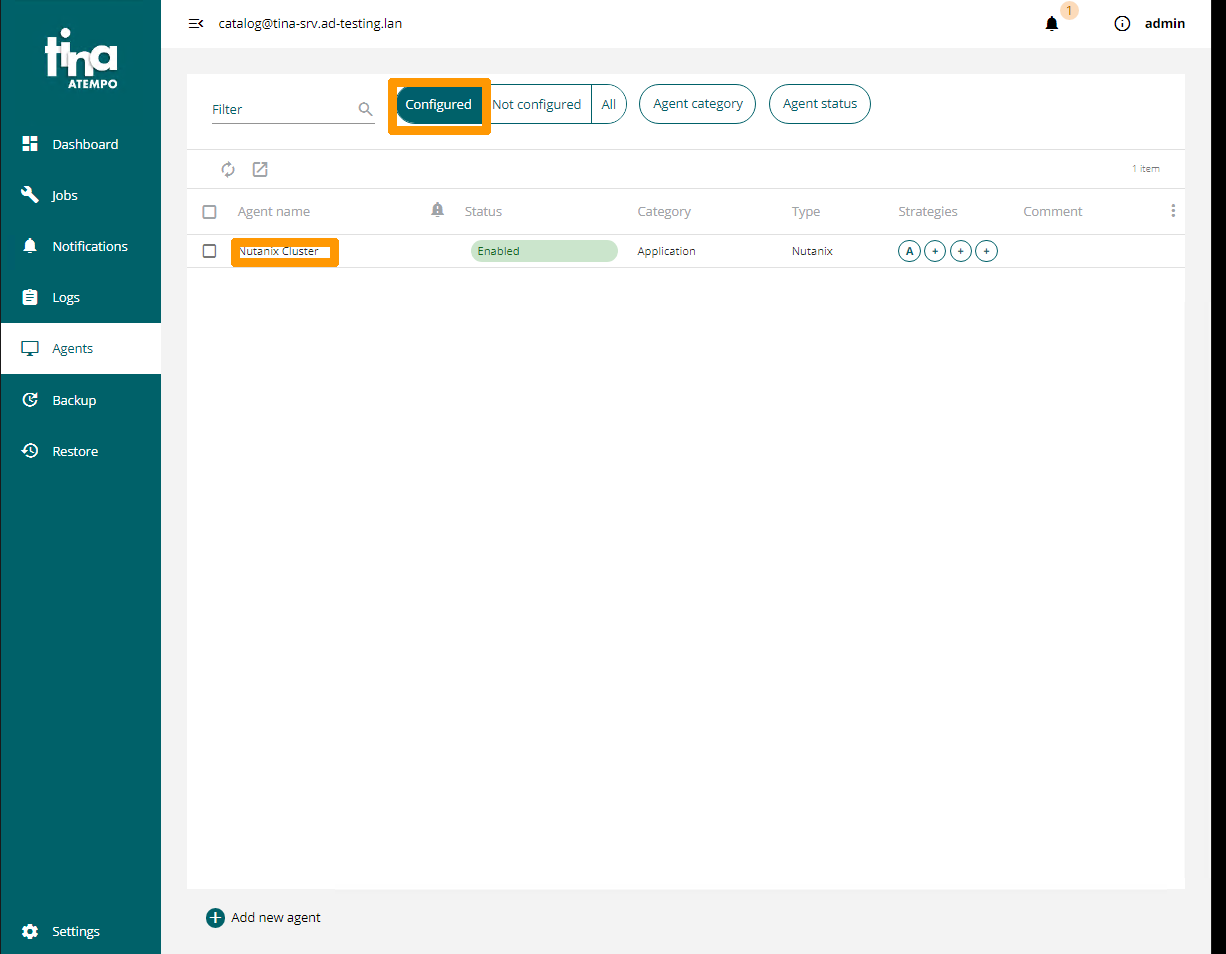 catalog@tina-srv.ad-testing.lan
1
admin
tina
ATEMPO
Dashboard
Jobs
Notifications
Logs
Agents
Backup
Restore
Settings
Filter
Configured
Not configured
All
Agent category
Agent status
1 item
Agent name
Status
Category
Type
Strategies
Comment
Nutanix Cluster
Enabled
Application
Nutanix
A + + +
Add new agent